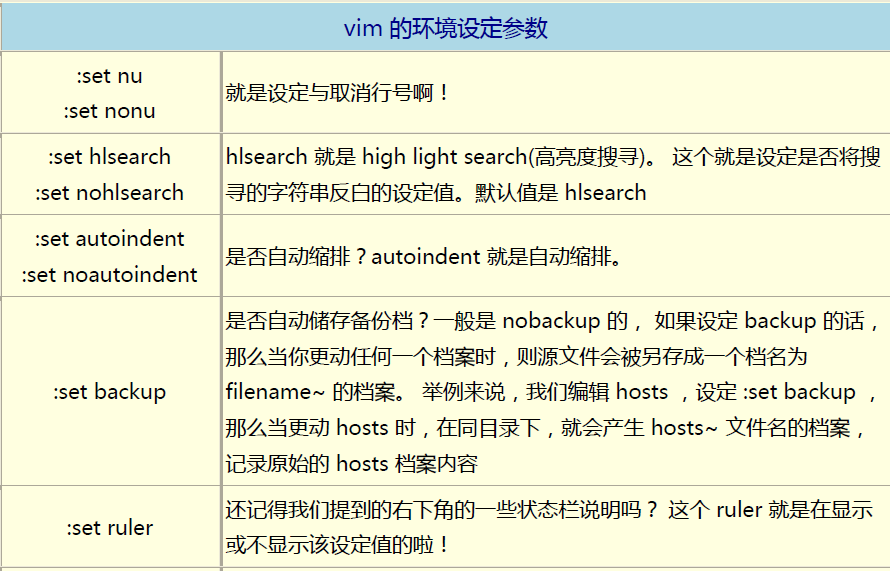 vim 的环境设定参数
:set nu
:set nonu
就是设定与取消行号啊！
:set hlsearch
:set nohlsearch
hlsearch 就是 high light search(高亮度搜寻)。 这个就是设定是否将搜
寻的字符串反白的设定值。默认值是 hlsearch
:set autoindent
:set noautoindent
是否自动缩排？autoindent 就是自动缩排。
:set backup
是否自动储存备份档？一般是 nobackup 的， 如果设定 backup 的话，
那么当你更动任何一个档案时，则源文件会被另存成一个档名为
filename~ 的档案。 举例来说，我们编辑 hosts ，设定 :set backup ，
那么当更动 hosts 时，在同目录下，就会产生 hosts~ 文件名的档案，
记录原始的 hosts 档案内容
:set ruler
还记得我们提到的右下角的一些状态栏说明吗？ 这个 ruler 就是在显示
或不显示该设定值的啦！